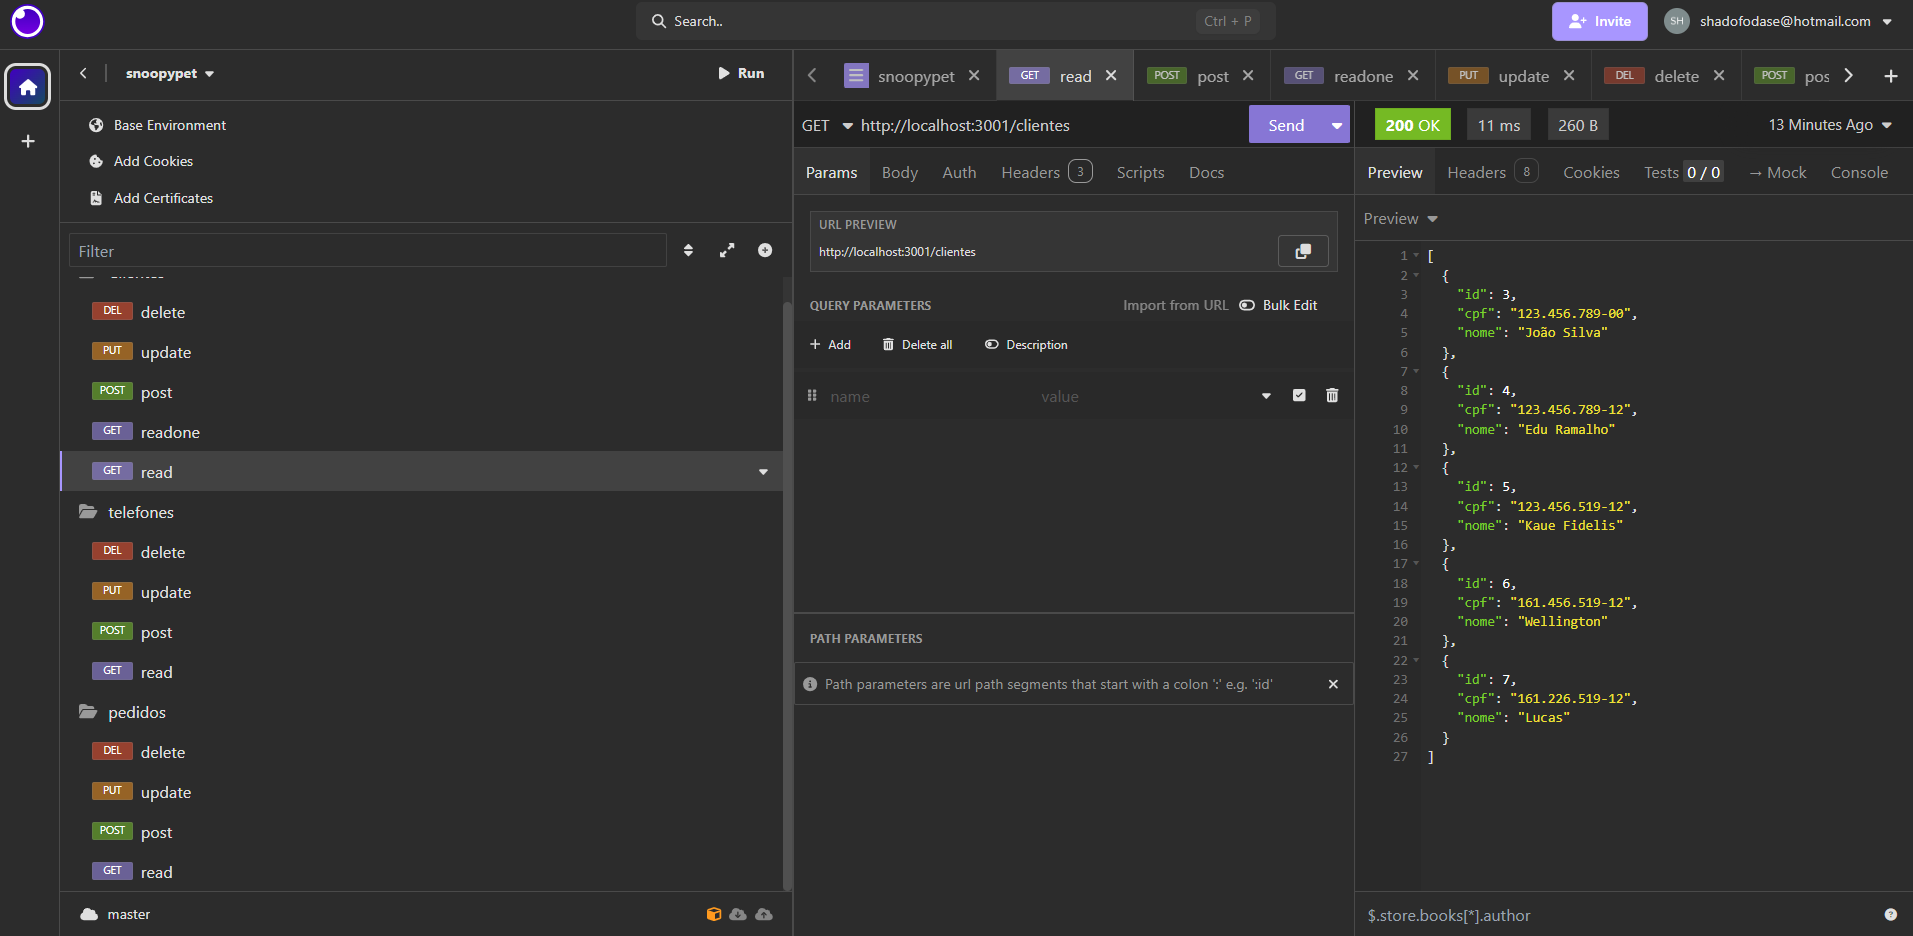 Search..
Ctrl + P
Invite
SH
shadofodase@hotmail.com
snoopypet
Run
Base Environment
Add Cookies
Add Certificates
Filter
clientes
DEL delete
PUT update
POST post
GET readone
GET read
telefones
DEL delete
PUT update
POST post
GET read
pedidos
DEL delete
PUT update
POST post
GET read
master
snoopypet
GET read
POST post
GET readone
PUT update
DEL delete
POST pos
GET http://localhost:3001/clientes
Send
Params Body Auth Headers 3 Scripts Docs
URL PREVIEW
http://localhost:3001/clientes
QUERY PARAMETERS
Import from URL
Bulk Edit
Add
Delete all
Description
name
value
PATH PARAMETERS
Path parameters are url path segments that start with a colon ':' e.g. ':id'
200 OK
11 ms
260 B
13 Minutes Ago
Preview Headers 8 Cookies Tests 0 / 0 → Mock Console
Preview
1 [
2 {
3 "id": 3,
4 "cpf": "123.456.789-00",
5 "nome": "João Silva"
6 },
7 {
8 "id": 4,
9 "cpf": "123.456.789-12",
10 "nome": "Edu Ramalho"
11 },
12 {
13 "id": 5,
14 "cpf": "123.456.519-12",
15 "nome": "Kaue Fidelis"
16 },
17 {
18 "id": 6,
19 "cpf": "161.456.519-12",
20 "nome": "Wellington"
21 },
22 {
23 "id": 7,
24 "cpf": "161.226.519-12",
25 "nome": "Lucas"
26 }
27 ]
$.store.books[*].author